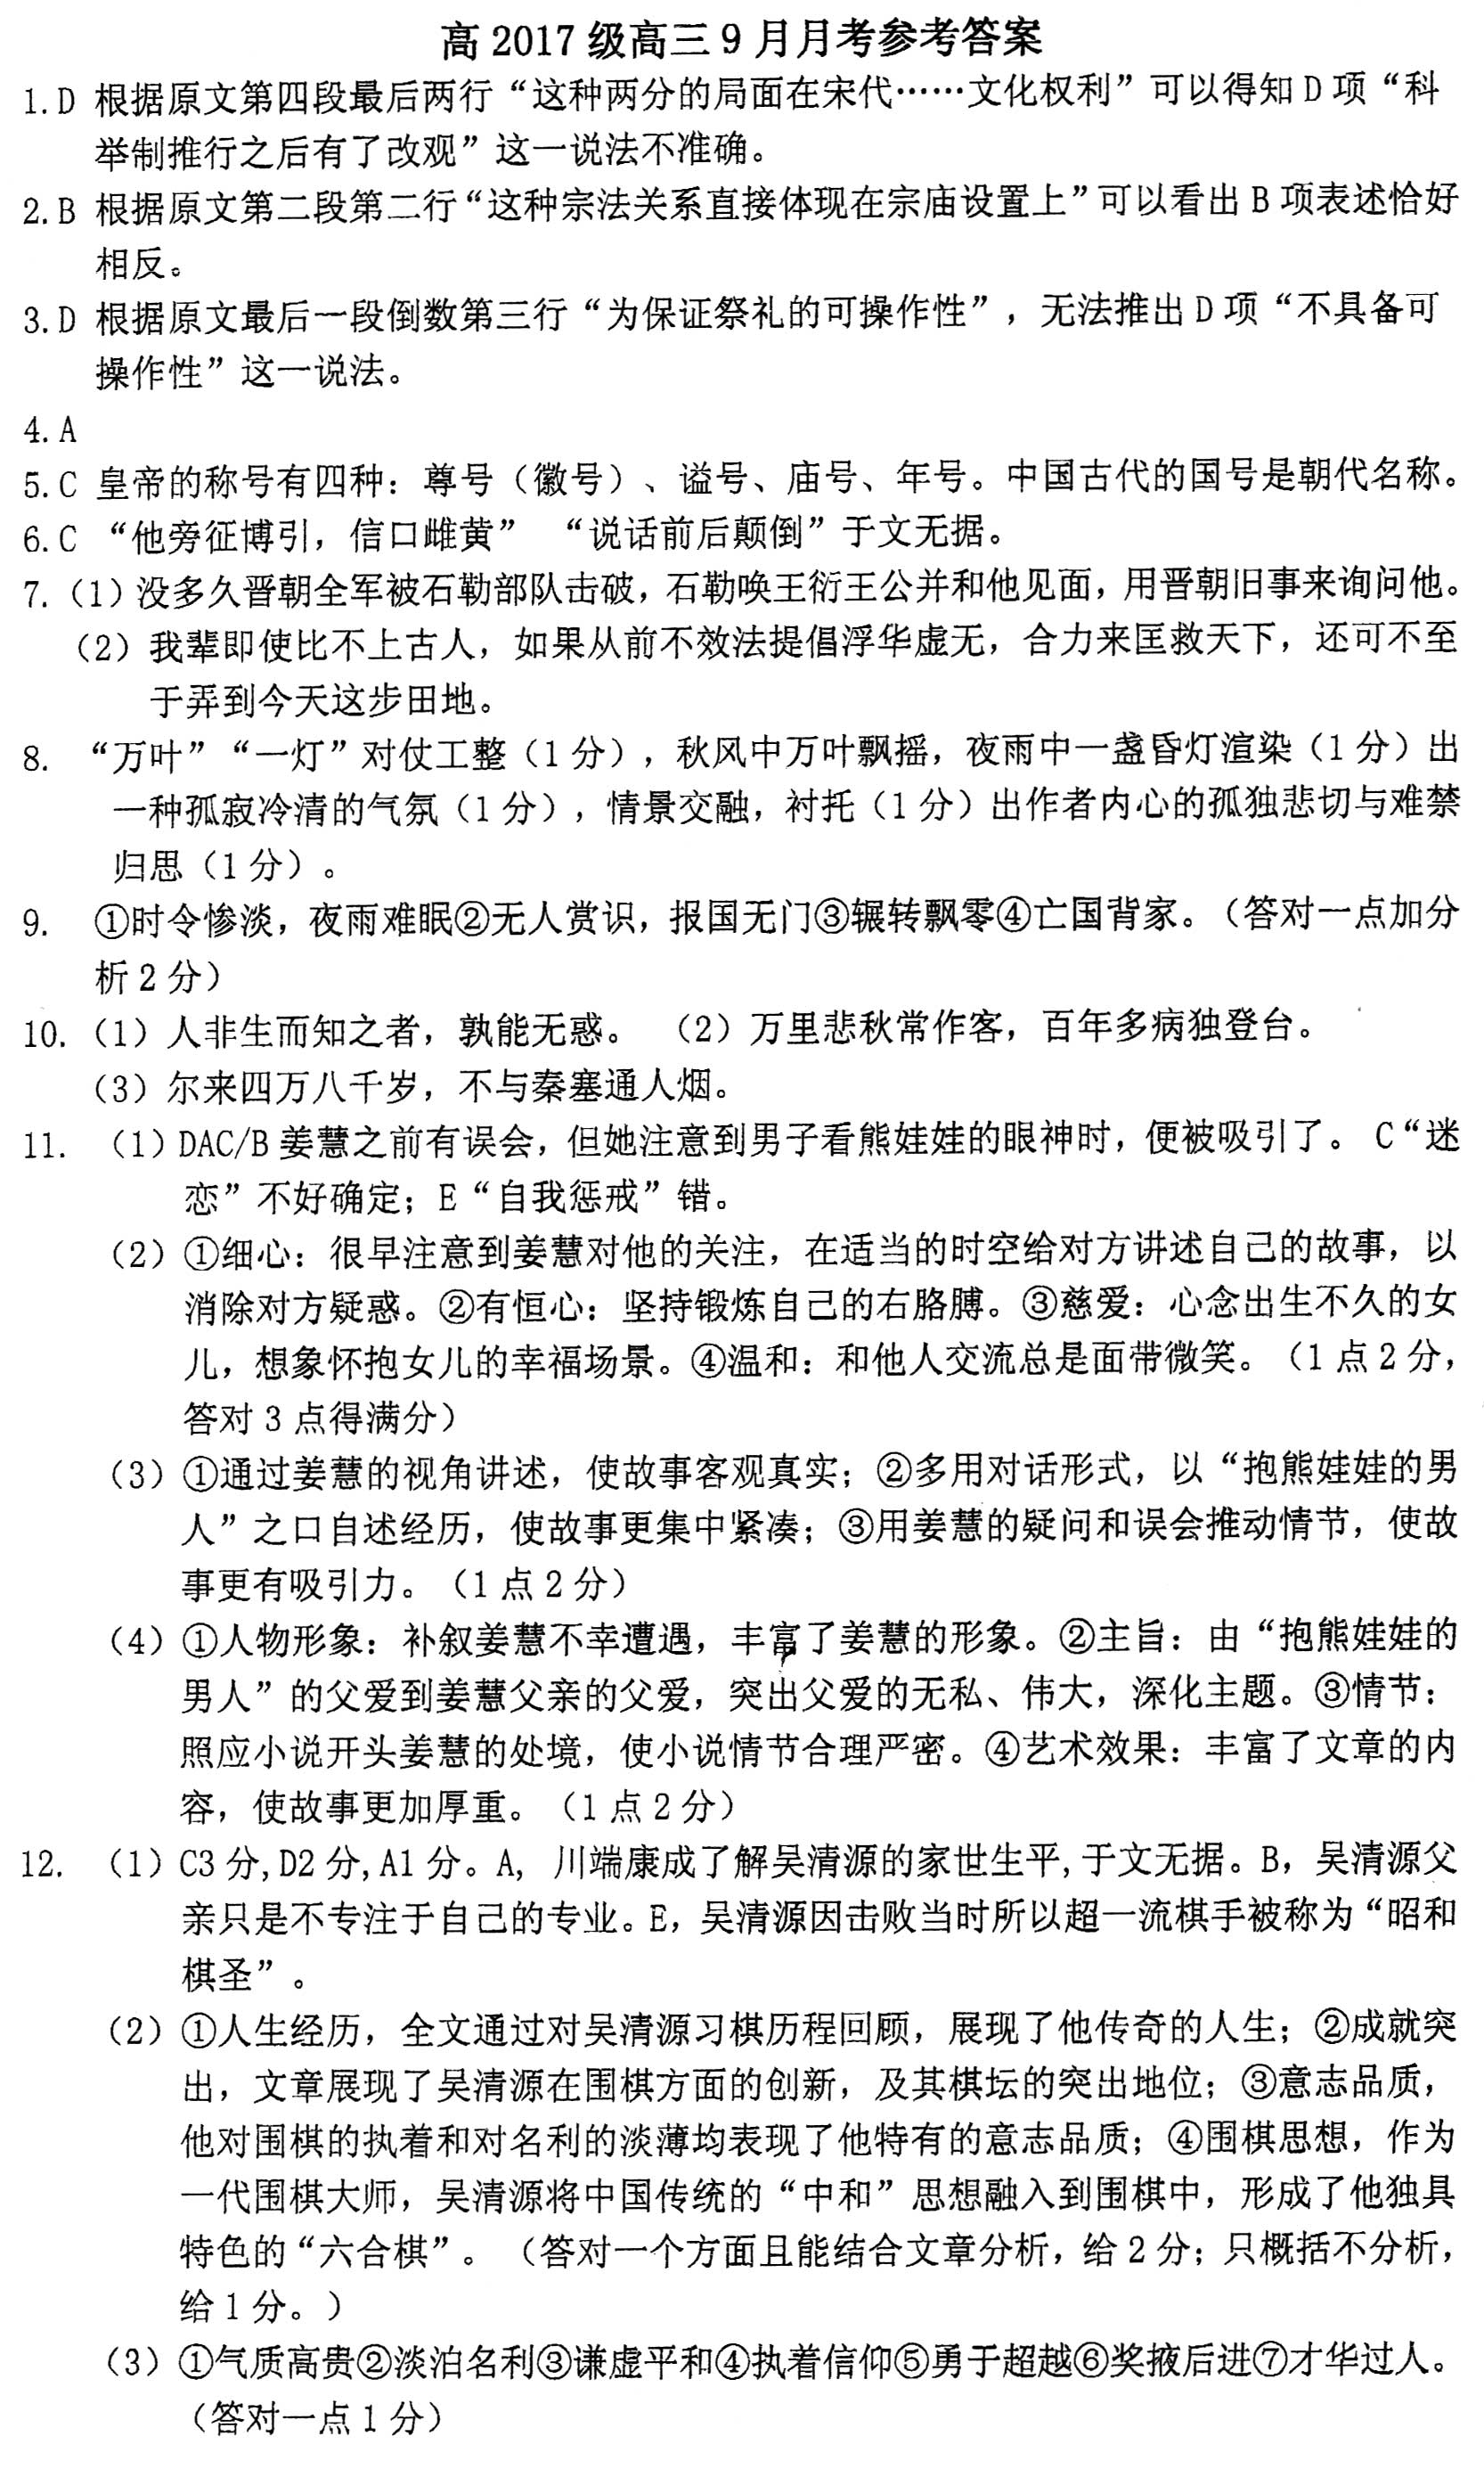 高2017级高三9月月考参考答案
1.D 根据原文第四段最后两行“这种两分的局面在宋代……文化权利”可以得知D项“科
举制推行之后有了改观”这一说法不准确。
2.B 根据原文第二段第二行“这种宗法关系直接体现在宗庙设置上”可以看出B项表述恰好
相反。
3.D 根据原文最后一段倒数第三行“为保证祭礼的可操作性”，无法推出D项“不具备可
操作性”这一说法。
4.A
5.C 皇帝的称号有四种：尊号（徽号）、谥号、庙号、年号。中国古代的国号是朝代名称。
6.C “他旁征博引，信口雌黄” “说话前后颠倒”于文无据。
7.（1）没多久晋朝全军被石勒部队击破，石勒唤王衍王公并和他见面，用晋朝旧事来询问他。
（2）我辈即使比不上古人，如果从前不效法提倡浮华虚无，合力来匡救天下，还可不至
于弄到今天这步田地。
8. “万叶”“一灯”对仗工整（1分），秋风中万叶飘摇，夜雨中一盏昏灯渲染（1分）出
一种孤寂冷清的气氛（1分），情景交融，衬托（1分）出作者内心的孤独悲切与难禁
归思（1分）。
9. ①时令惨淡，夜雨难眠②无人赏识，报国无门③辗转飘零④亡国背家。（答对一点加分
析2分）
10.（1）人非生而知之者，孰能无惑。 （2）万里悲秋常作客，百年多病独登台。
（3）尔来四万八千岁，不与秦塞通人烟。
11. （1）DAC/B 姜慧之前有误会，但她注意到男子看熊娃娃的眼神时，便被吸引了。 C“迷
恋”不好确定；E“自我惩戒”错。
（2）①细心：很早注意到姜慧对他的关注，在适当的时空给对方讲述自己的故事，以
消除对方疑惑。②有恒心：坚持锻炼自己的右胳膊。③慈爱：心念出生不久的女
儿，想象怀抱女儿的幸福场景。④温和：和他人交流总是面带微笑。（1点2分，
答对3点得满分）
（3）①通过姜慧的视角讲述，使故事客观真实；②多用对话形式，以“抱熊娃娃的男
人”之口自述经历，使故事更集中紧凑；③用姜慧的疑问和误会推动情节，使故
事更有吸引力。（1点2分）
（4）①人物形象：补叙姜慧不幸遭遇，丰富了姜慧的形象。②主旨：由“抱熊娃娃的
男人”的父爱到姜慧父亲的父爱，突出父爱的无私、伟大，深化主题。③情节：
照应小说开头姜慧的处境，使小说情节合理严密。④艺术效果：丰富了文章的内
容，使故事更加厚重。（1点2分）
12. （1）C3分,D2分,A1分。A， 川端康成了解吴清源的家世生平,于文无据。B，吴清源父
亲只是不专注于自己的专业。E，吴清源因击败当时所以超一流棋手被称为“昭和
棋圣”。
（2）①人生经历，全文通过对吴清源习棋历程回顾，展现了他传奇的人生；②成就突
出，文章展现了吴清源在围棋方面的创新，及其棋坛的突出地位；③意志品质，
他对围棋的执着和对名利的淡薄均表现了他特有的意志品质；④围棋思想，作为
一代围棋大师，吴清源将中国传统的“中和”思想融入到围棋中，形成了他独具
特色的“六合棋”。（答对一个方面且能结合文章分析，给2分；只概括不分析，
给1分。）
（3）①气质高贵②淡泊名利③谦虚平和④执着信仰⑤勇于超越⑥奖掖后进⑦才华过人。
（答对一点1分）